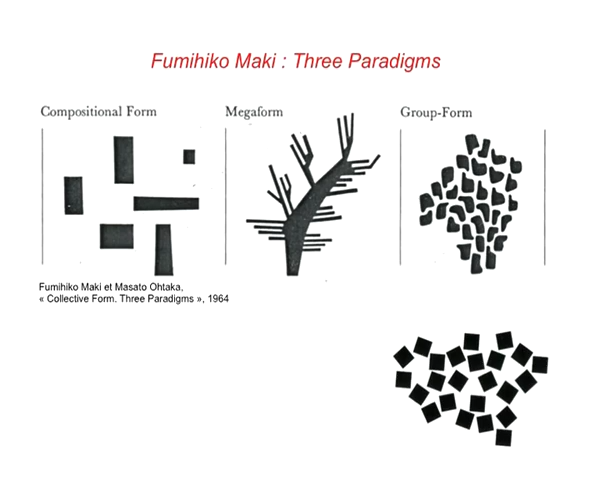 Fumihiko Maki : Three Paradigms
Compositional Form
Megaform
Group-Form
Fumihiko Maki et Masato Ohtaka,
« Collective Form. Three Paradigms », 1964